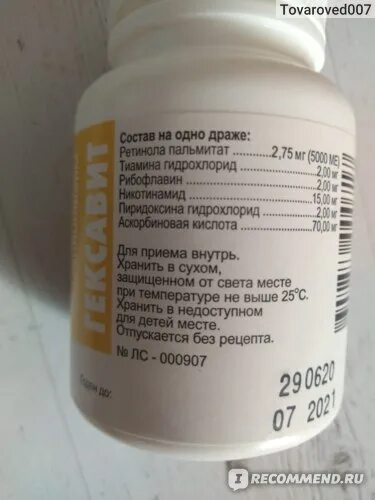 Tovaroved007
ГЕКСАВИТ
Состав на одно драже:
Ретинола пальмитат ........... 2,75 мг (5000 МЕ)
Тиамина гидрохлорид .......................... 2,00 мг
Рибофлавин .......................................... 2,00 мг
Никотинамид ...................................... 15,00 мг
Пиридоксина гидрохлорид ................ 2,00 мг
Аскорбиновая кислота ...................... 70,00 мг
Для приема внутрь.
Хранить в сухом,
защищенном от света месте
при температуре не выше 25°С.
Хранить в недоступном
для детей месте.
Отпускается без рецепта.
№ ЛС - 000907
Годен до:
290620
07 2021
IRECOMMEND.RU